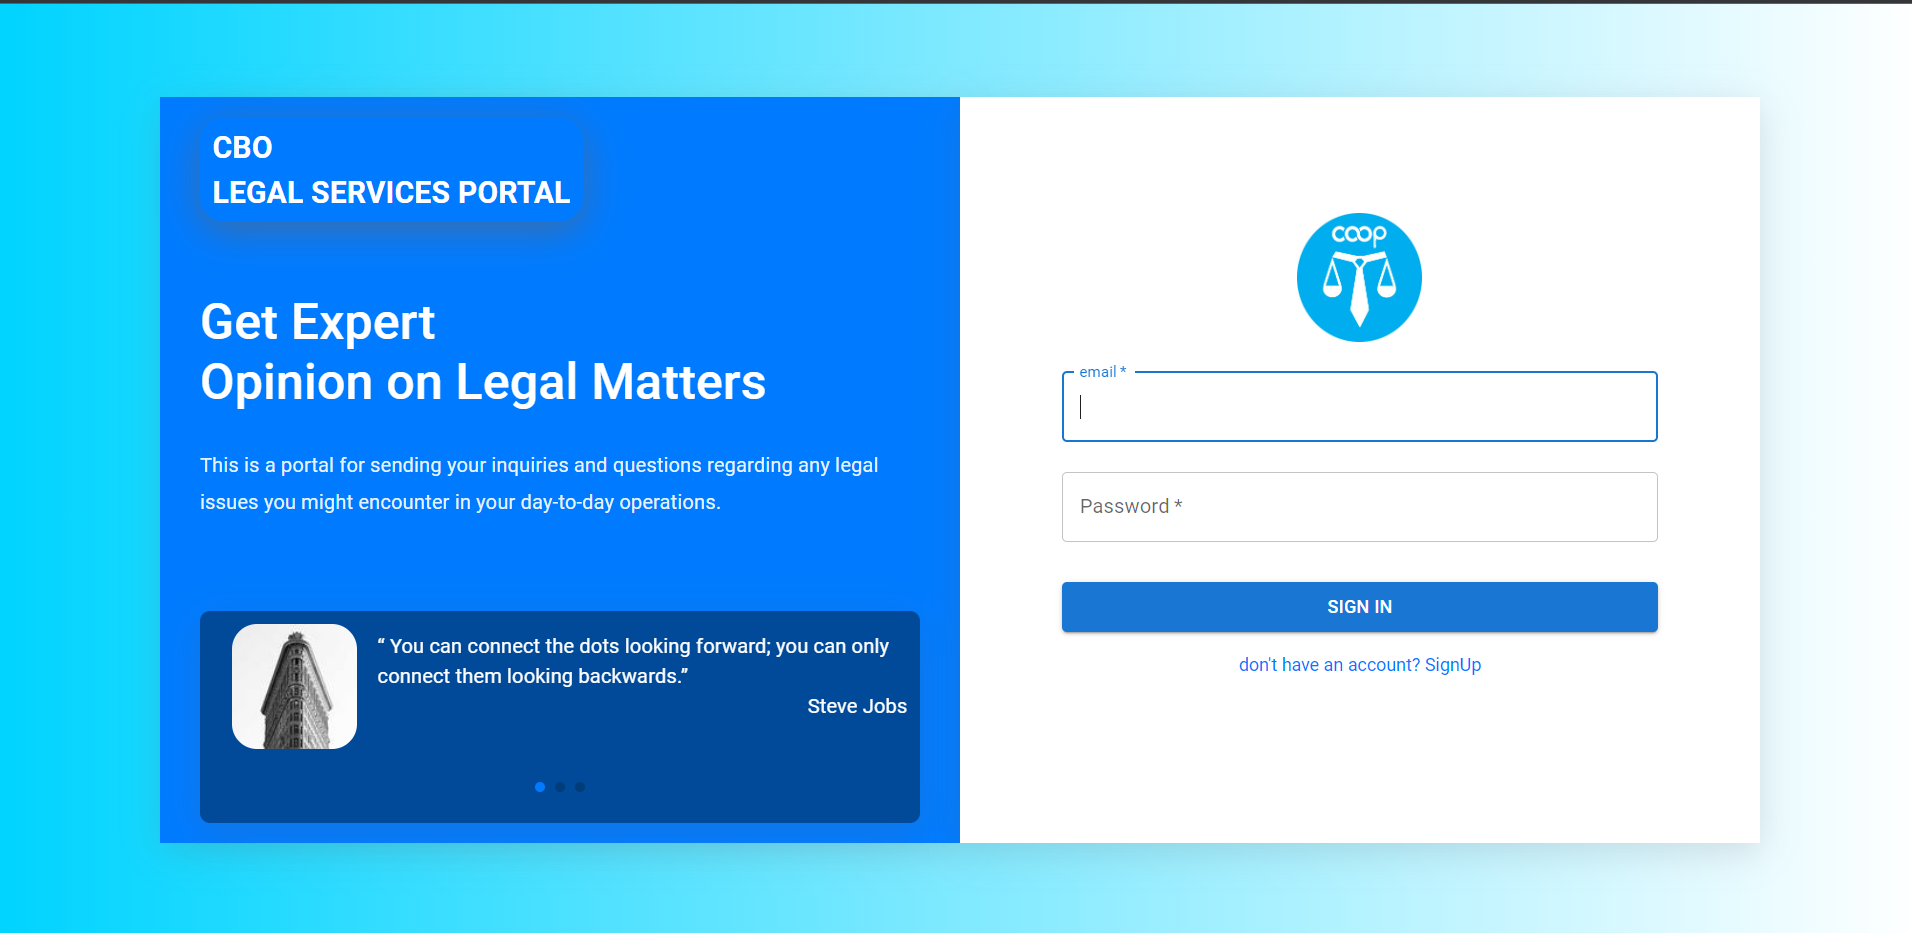 CBO
LEGAL SERVICES PORTAL
Get Expert
Opinion on Legal Matters
This is a portal for sending your inquiries and questions regarding any legal
issues you might encounter in your day-to-day operations.
“ You can connect the dots looking forward; you can only
connect them looking backwards.”
Steve Jobs
coop
email *
Password *
SIGN IN
don't have an account? SignUp